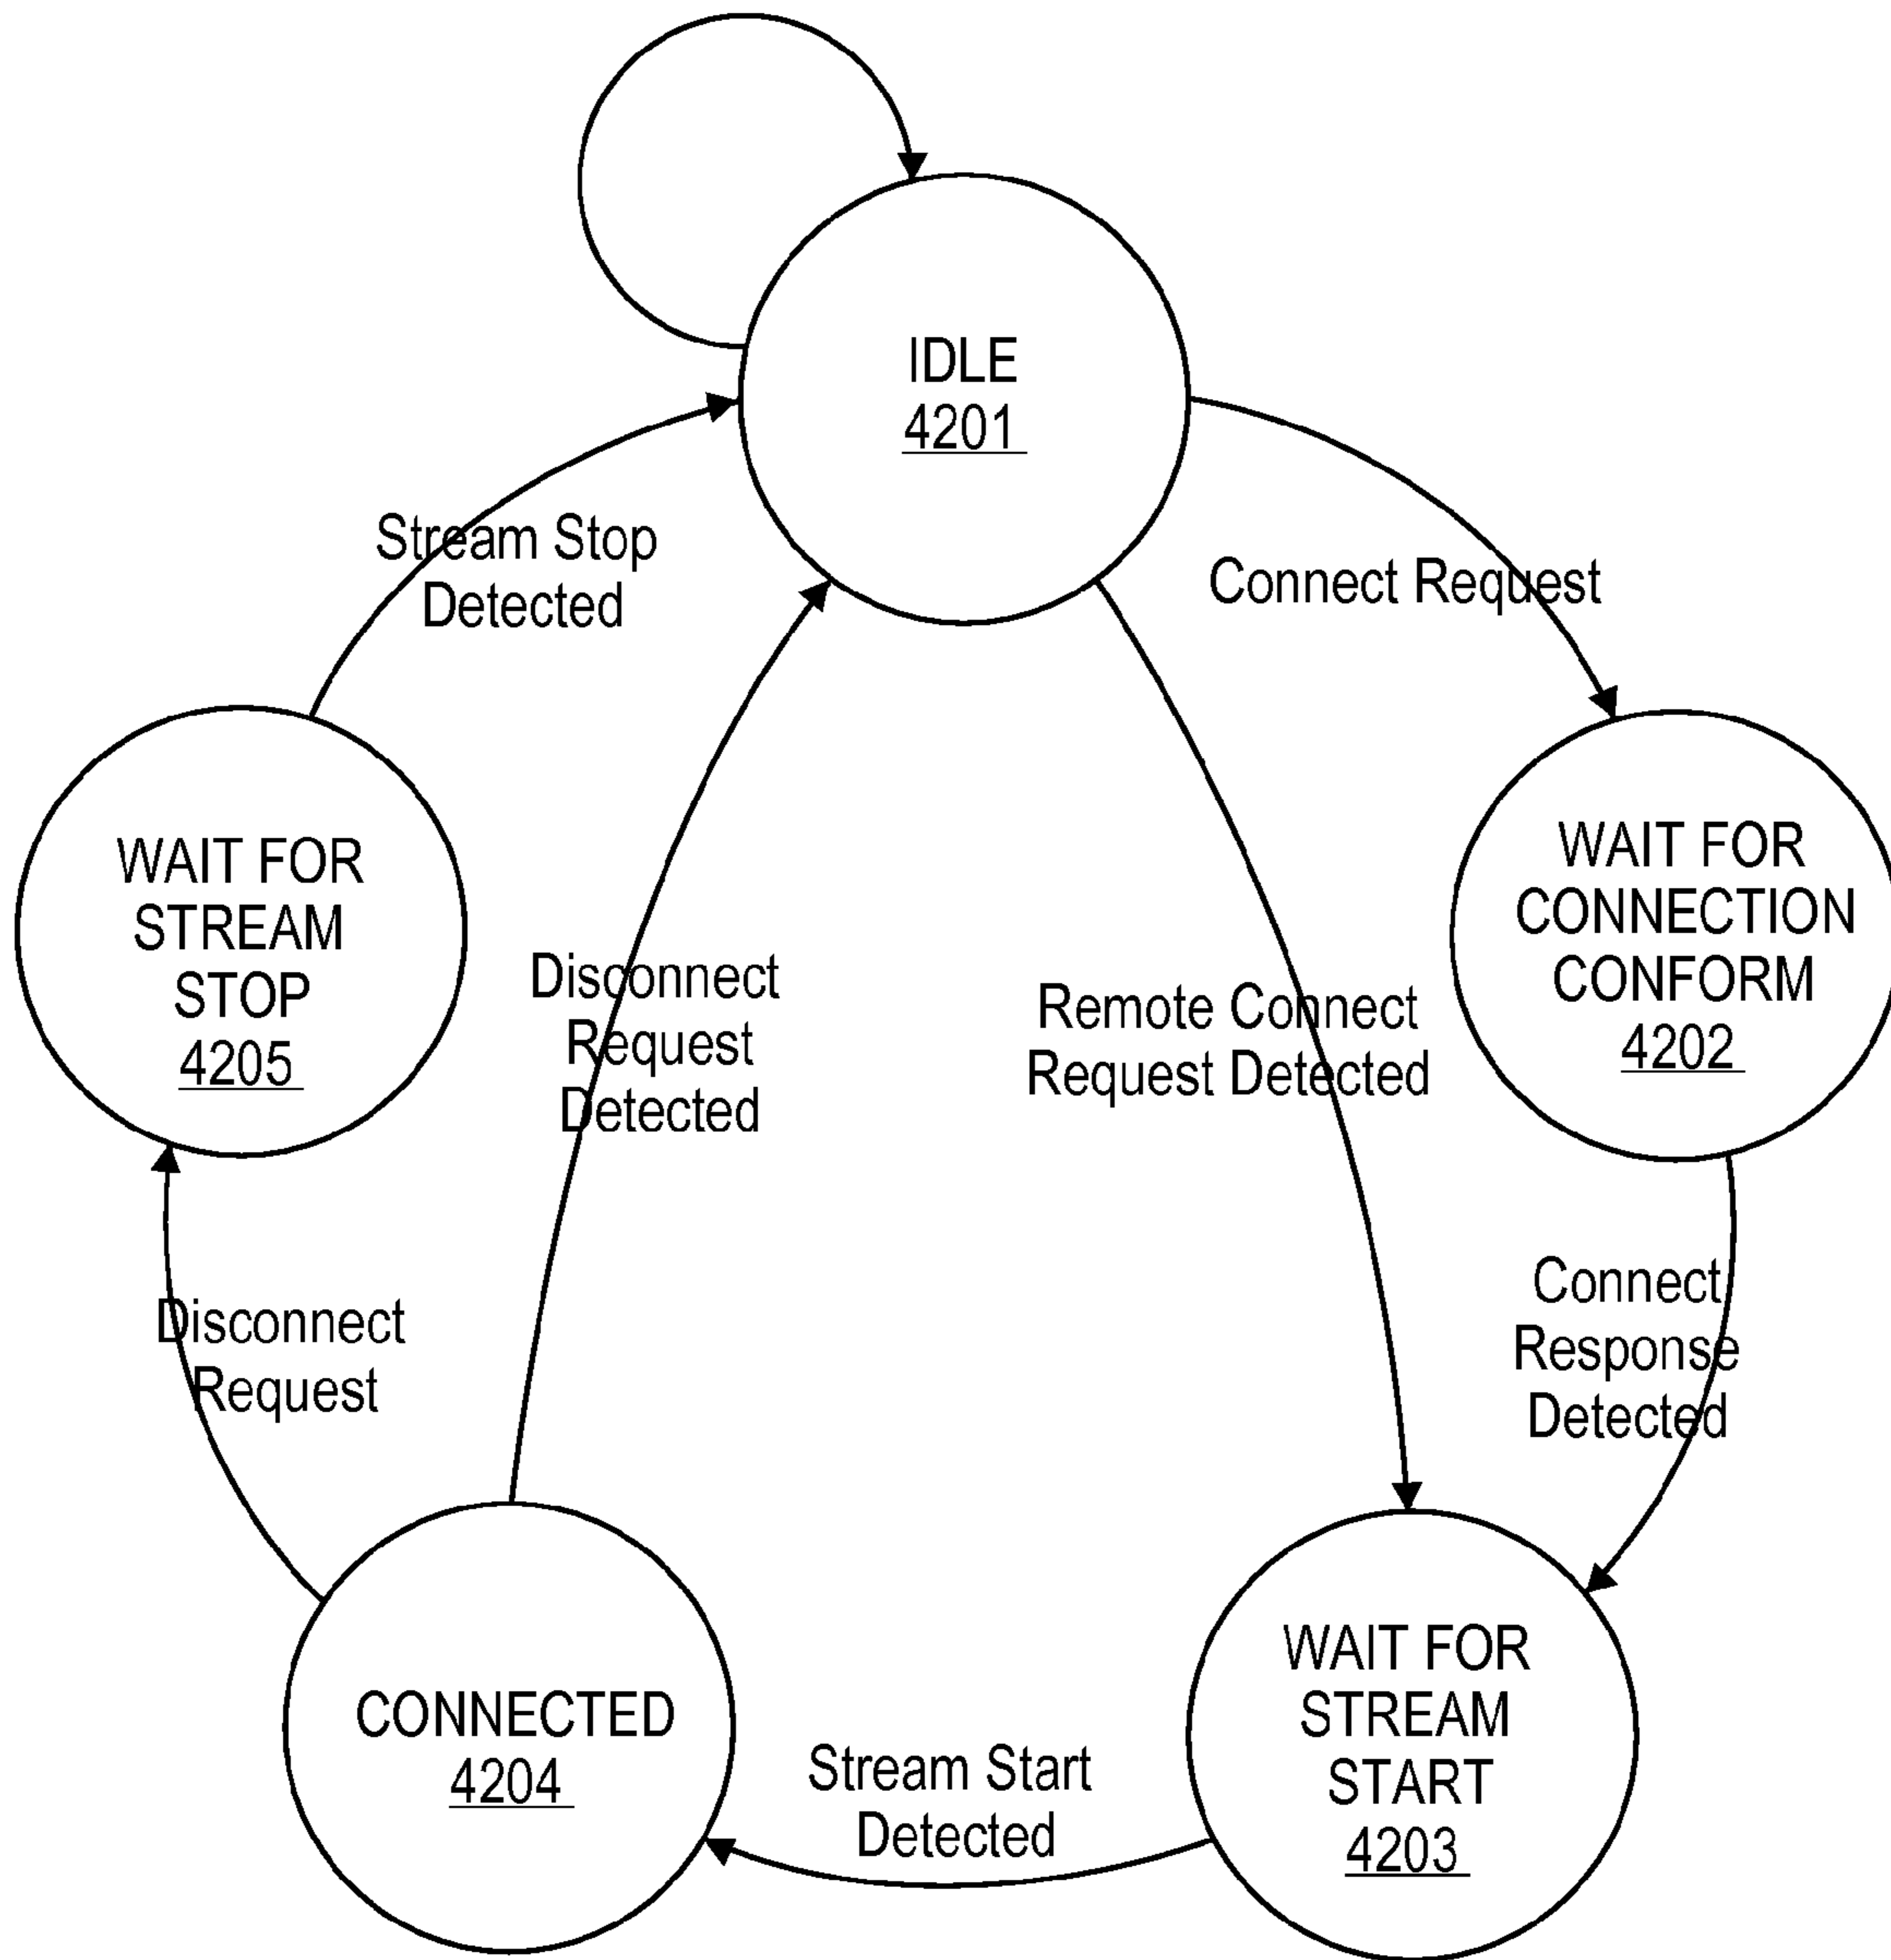 IDLE
4201
Stream Stop
Detected
Connect Request
WAIT FOR
STREAM
STOP
4205
WAIT FOR
CONNECTION
CONFORM
4202
Disconnect
Request
Detected
Remote Connect
Request Detected
Disconnect
Request
Connect
Response
Detected
CONNECTED
4204
Stream Start
Detected
WAIT FOR
STREAM
START
4203